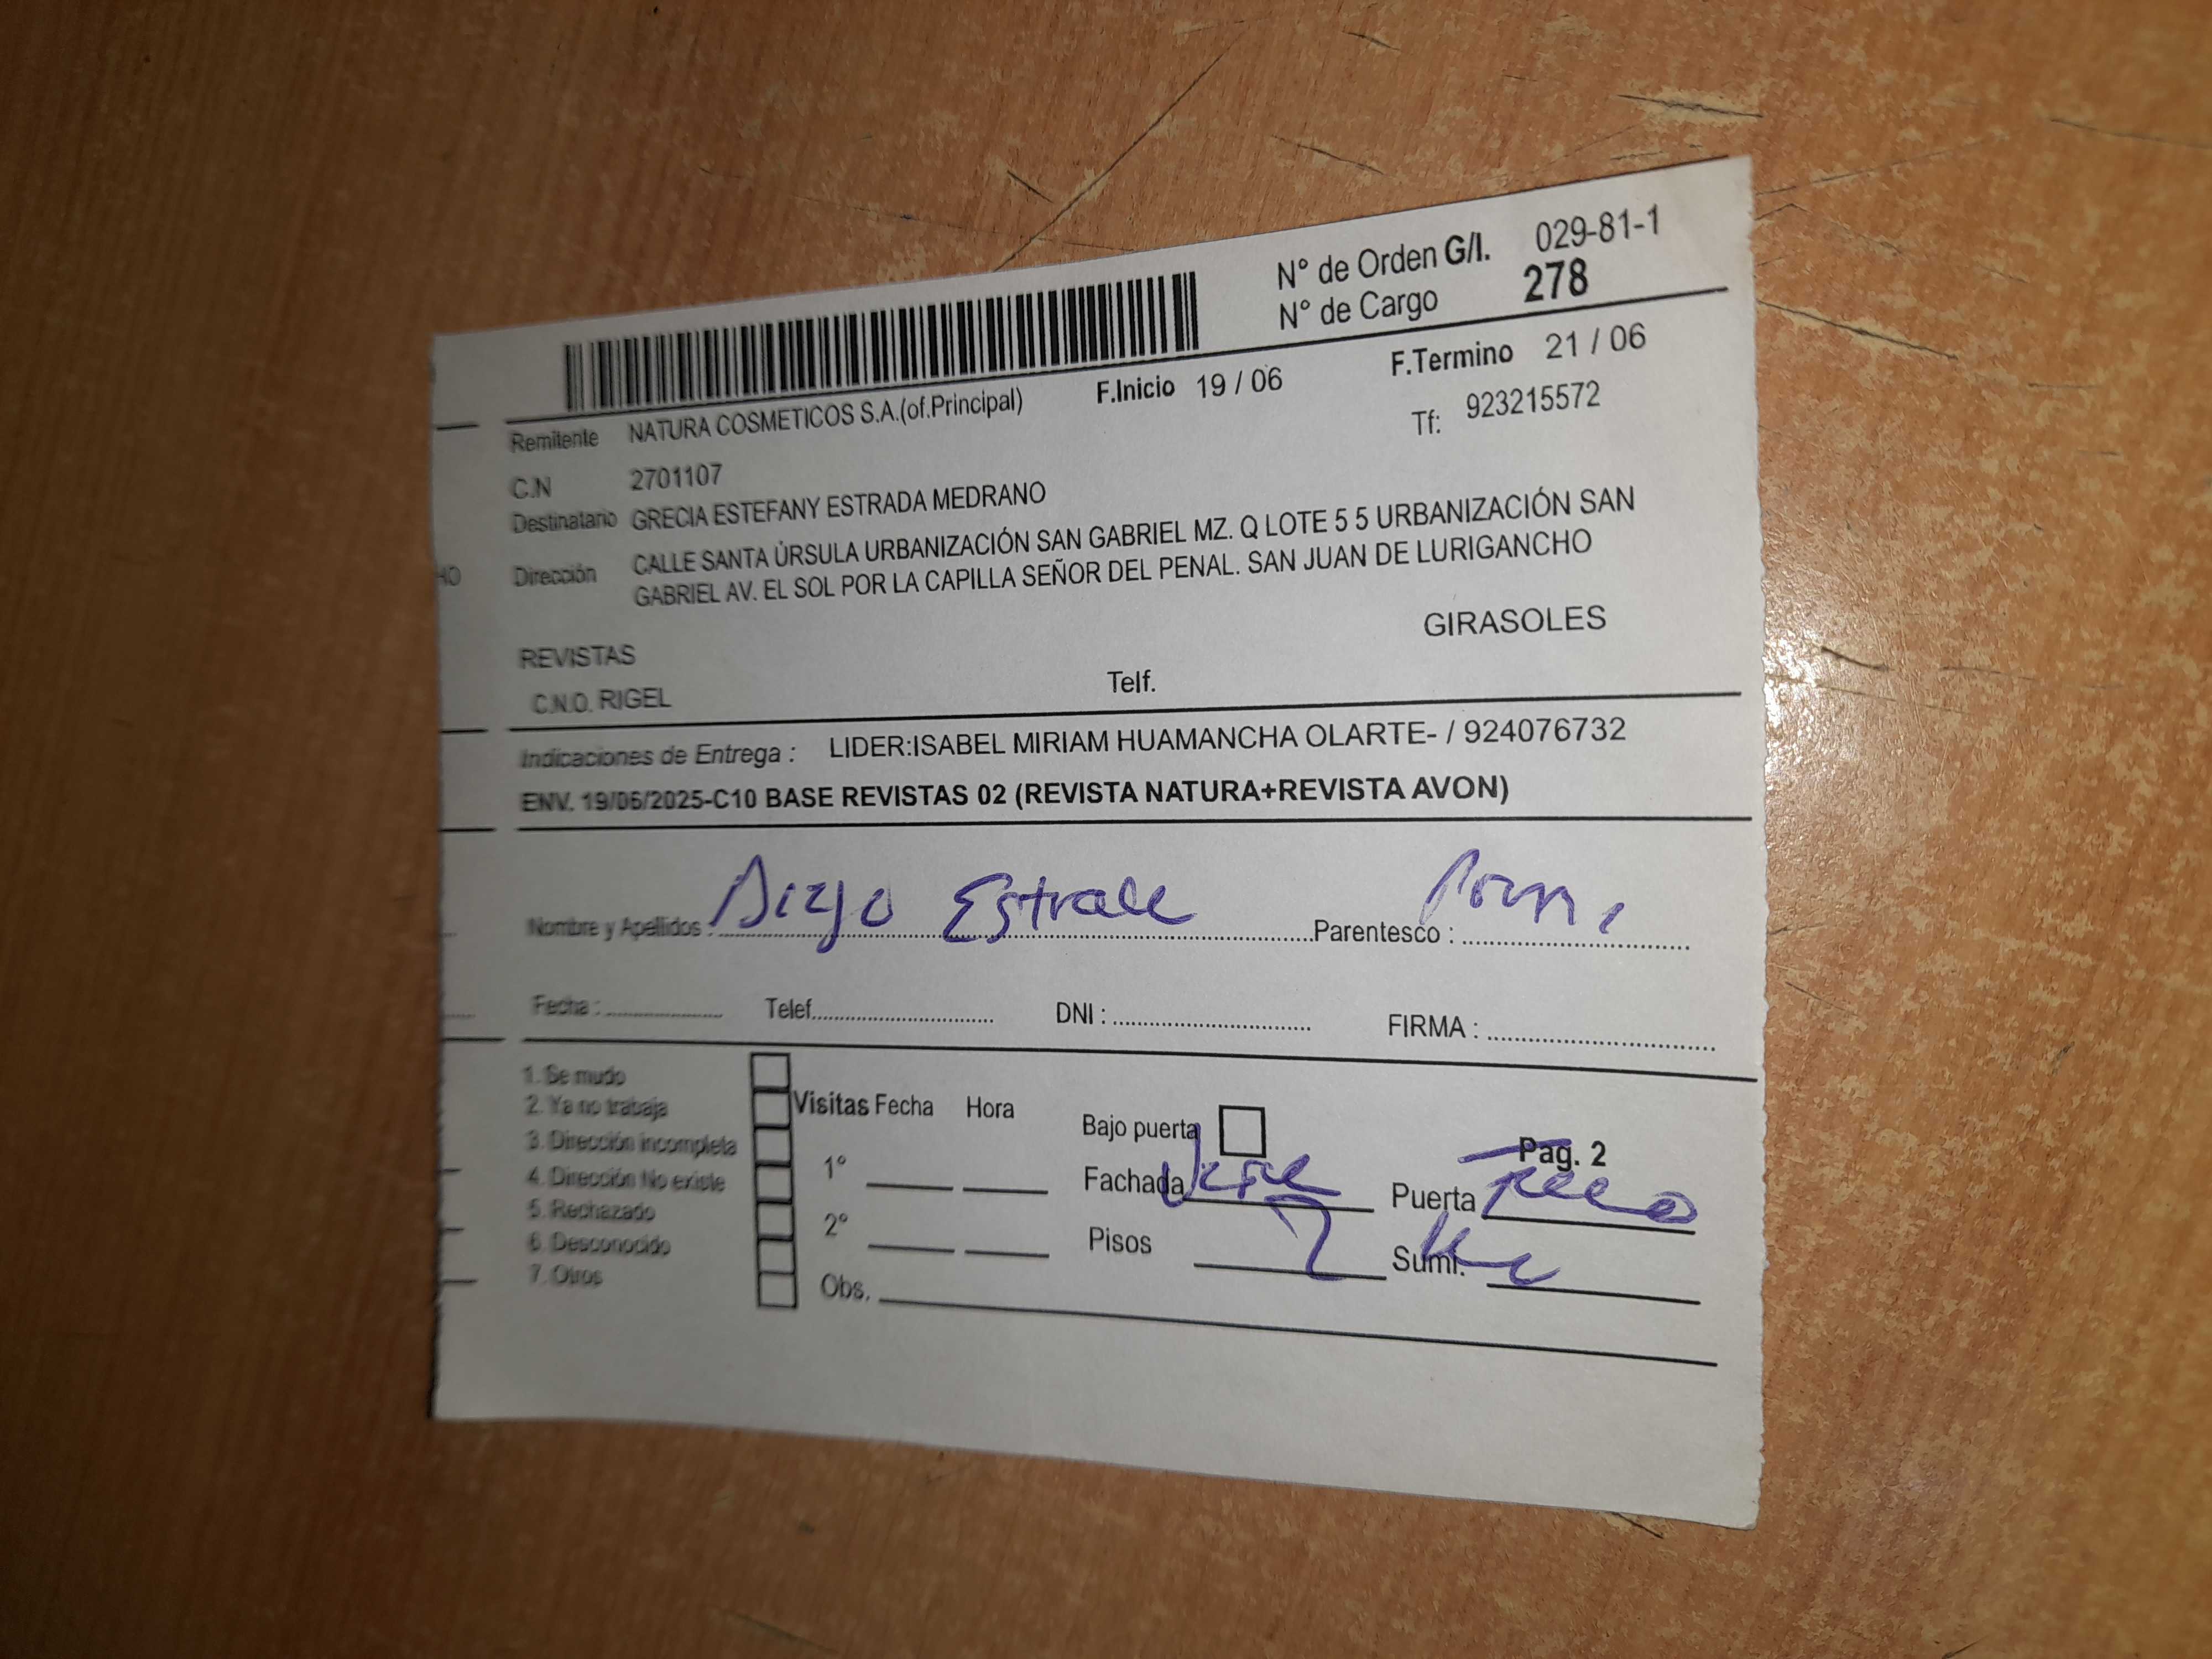 N° de Orden G/I. 029-81-1
N° de Cargo 278
F.Inicio 19 / 06 F.Termino 21 / 06
Remitente NATURA COSMETICOS S.A.(of.Principal)
Tf: 923215572
C.N 2701107
Destinatario GRECIA ESTEFANY ESTRADA MEDRANO
Dirección CALLE SANTA ÚRSULA URBANIZACIÓN SAN GABRIEL MZ. Q LOTE 5 5 URBANIZACIÓN SAN
GABRIEL AV. EL SOL POR LA CAPILLA SEÑOR DEL PENAL. SAN JUAN DE LURIGANCHO
HO
GIRASOLES
REVISTAS
C.N.O. RIGEL Telf.
Indicaciones de Entrega : LIDER:ISABEL MIRIAM HUAMANCHA OLARTE- / 924076732
ENV. 19/06/2025-C10 BASE REVISTAS 02 (REVISTA NATURA+REVISTA AVON)
Nombre y Apellidos : Parentesco :
Fecha : Telef. DNI : FIRMA :
1. Se mudo
2. Ya no trabaja
3. Dirección incompleta
4. Dirección No existe
5. Rechazado
6. Desconocido
7. Otros
Visitas Fecha Hora
1°
2°
Obs.
Bajo puerta
Pag. 2
Fachada Puerta
Pisos 2 Sumi.